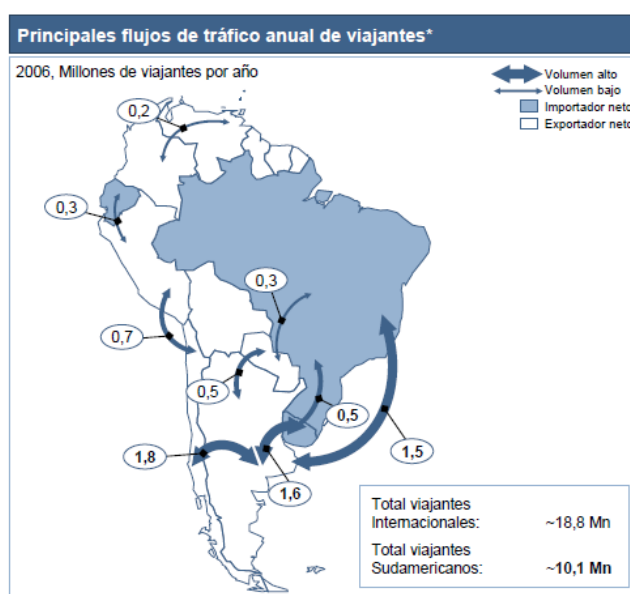 Principales flujos de tráfico anual de viajantes*
2006, Millones de viajantes por año
Volumen alto
Volumen bajo
Importador neto
Exportador neto
0,2
0,3
0,3
0,7
0,5
0,5
1,8
1,5
1,6
Total viajantes
Internacionales: ~18,8 Mn
Total viajantes
Sudamericanos: ~10,1 Mn